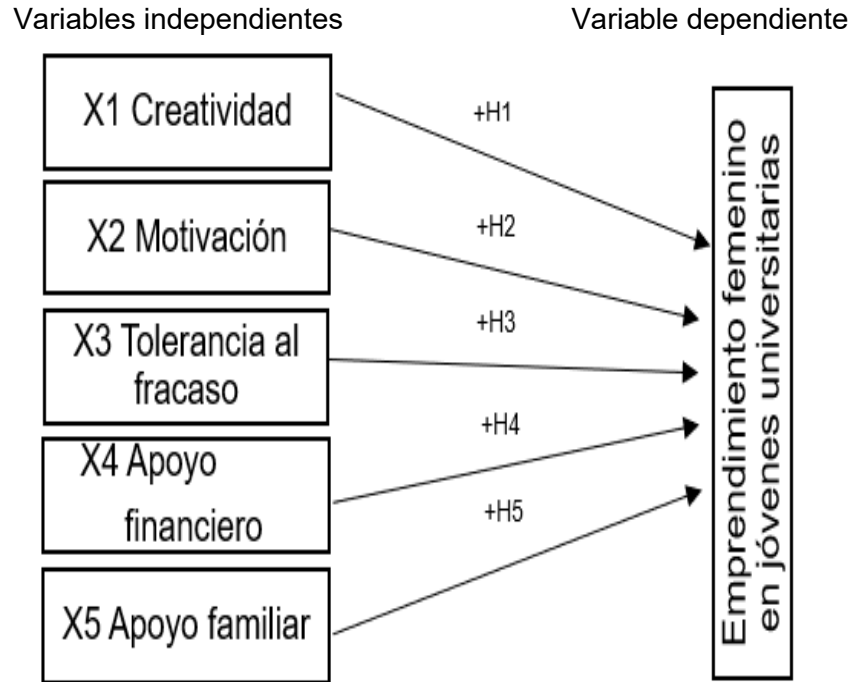 Variables independientes
Variable dependiente
X1 Creatividad
+H1
X2 Motivación
+H2
X3 Tolerancia al
fracaso
+H3
X4 Apoyo
financiero
+H4
X5 Apoyo familiar
+H5
Emprendimiento femenino
en jóvenes universitarias